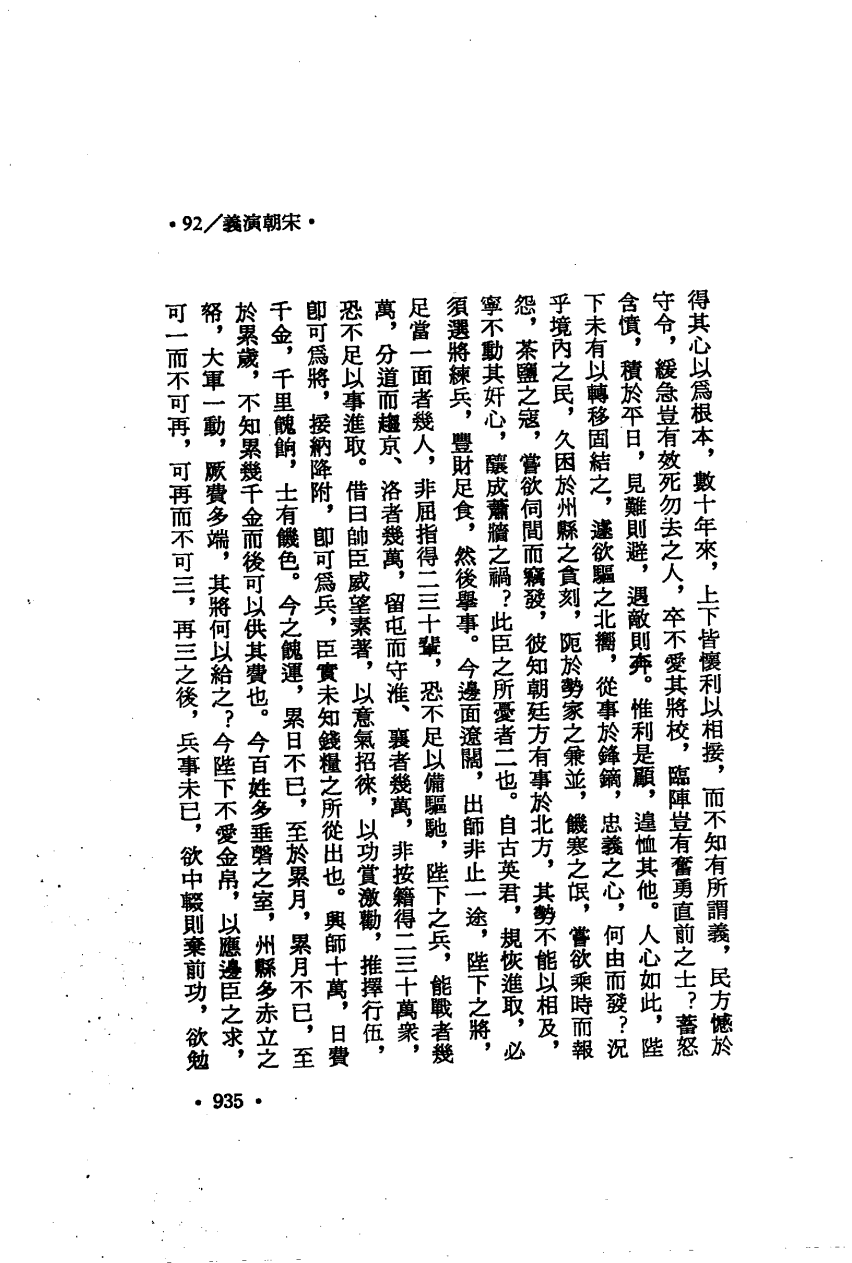 •92／義演朝宋•
得其心以爲根本，數十年來，上下皆懷利以相接，而不知有所謂義，民方憾於
守令，緩急豈有效死勿去之人，卒不愛其將校，臨陣豈有奮勇直前之士？蓄怒
含憤，積於平日，見難則避，遇敵則奔。惟利是顧，遑恤其他。人心如此，陛
下未有以轉移固結之，遽欲驅之北嚮，從事於鋒鏑，忠義之心，何由而發？況
乎境內之民，久困於州縣之貪刻，阨於勢家之兼並，饑寒之氓，嘗欲乘時而報
怨，茶鹽之寇，嘗欲伺間而竊發，彼知朝廷方有事於北方，其勢不能以相及，
寧不動其奸心，釀成蕭牆之禍？此臣之所憂者二也。自古英君，規恢進取，必
須選將練兵，豐財足食，然後舉事。今邊面遼闊，出師非止一途，陛下之將，
足當一面者幾人，非屈指得二三十輩，恐不足以備驅馳，陛下之兵，能戰者幾
萬，分道而趨京、洛者幾萬，留屯而守淮、襄者幾萬，非按籍得二三十萬衆，
恐不足以事進取。借曰帥臣威望素著，以意氣招徠，以功賞激勸，推擇行伍，
卽可爲將，接納降附，卽可爲兵，臣實未知錢糧之所從出也。興師十萬，日費
千金，千里餽餉，士有饑色。今之餽運，累日不已，至於累月，累月不已，至
於累歲，不知累幾千金而後可以供其費也。今百姓多垂磬之室，州縣多赤立之
帑，大軍一動，厥費多端，其將何以給之？今陛下不愛金帛，以應邊臣之求，
可一而不可再，可再而不可三，再三之後，兵事未已，欲中輟則棄前功，欲勉
•935•